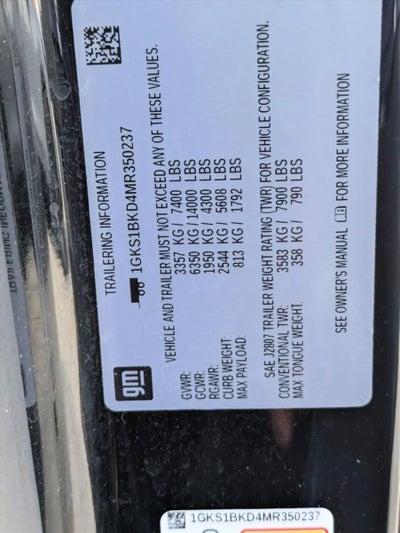 TRAILERING INFORMATION
1GKS1BKD4MR350237
gm
VEHICLE AND TRAILER MUST NOT EXCEED ANY OF THESE VALUES.
GVWR: 3357 KG / 7400 LBS
GCWR: 6350 KG / 14000 LBS
RGAWR: 1950 KG / 4300 LBS
CURB WEIGHT: 2544 KG / 5608 LBS
MAX PAYLOAD: 813 KG / 1792 LBS
SAE J2807 TRAILER WEIGHT RATING (TWR) FOR VEHICLE CONFIGURATION.
CONVENTIONAL TWR: 3583 KG / 7900 LBS
MAX TONGUE WEIGHT: 358 KG / 790 LBS
SEE OWNER'S MANUAL FOR MORE INFORMATION
1GKS1BKD4MR350237